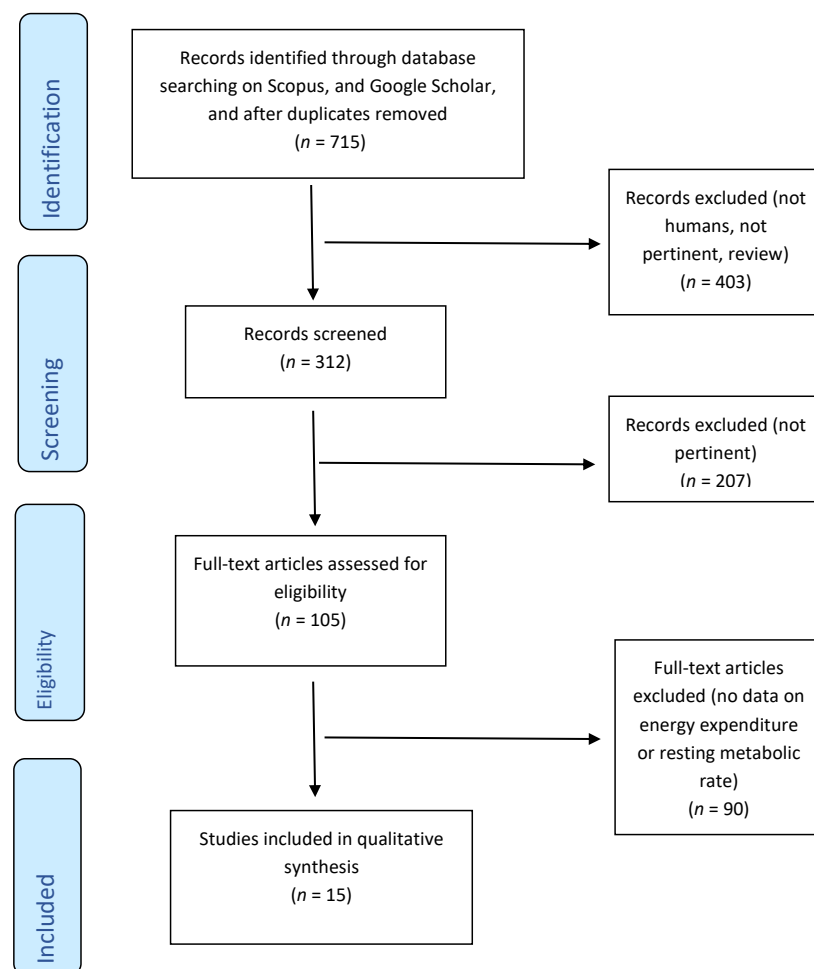 Identification
Records identified through database
searching on Scopus, and Google Scholar,
and after duplicates removed
(n = 715)
Records excluded (not
humans, not
pertinent, review)
(n = 403)
Screening
Records screened
(n = 312)
Records excluded (not
pertinent)
(n = 207)
Eligibility
Full-text articles assessed for
eligibility
(n = 105)
Full-text articles
excluded (no data on
energy expenditure
or resting metabolic
rate)
(n = 90)
Included
Studies included in qualitative
synthesis
(n = 15)